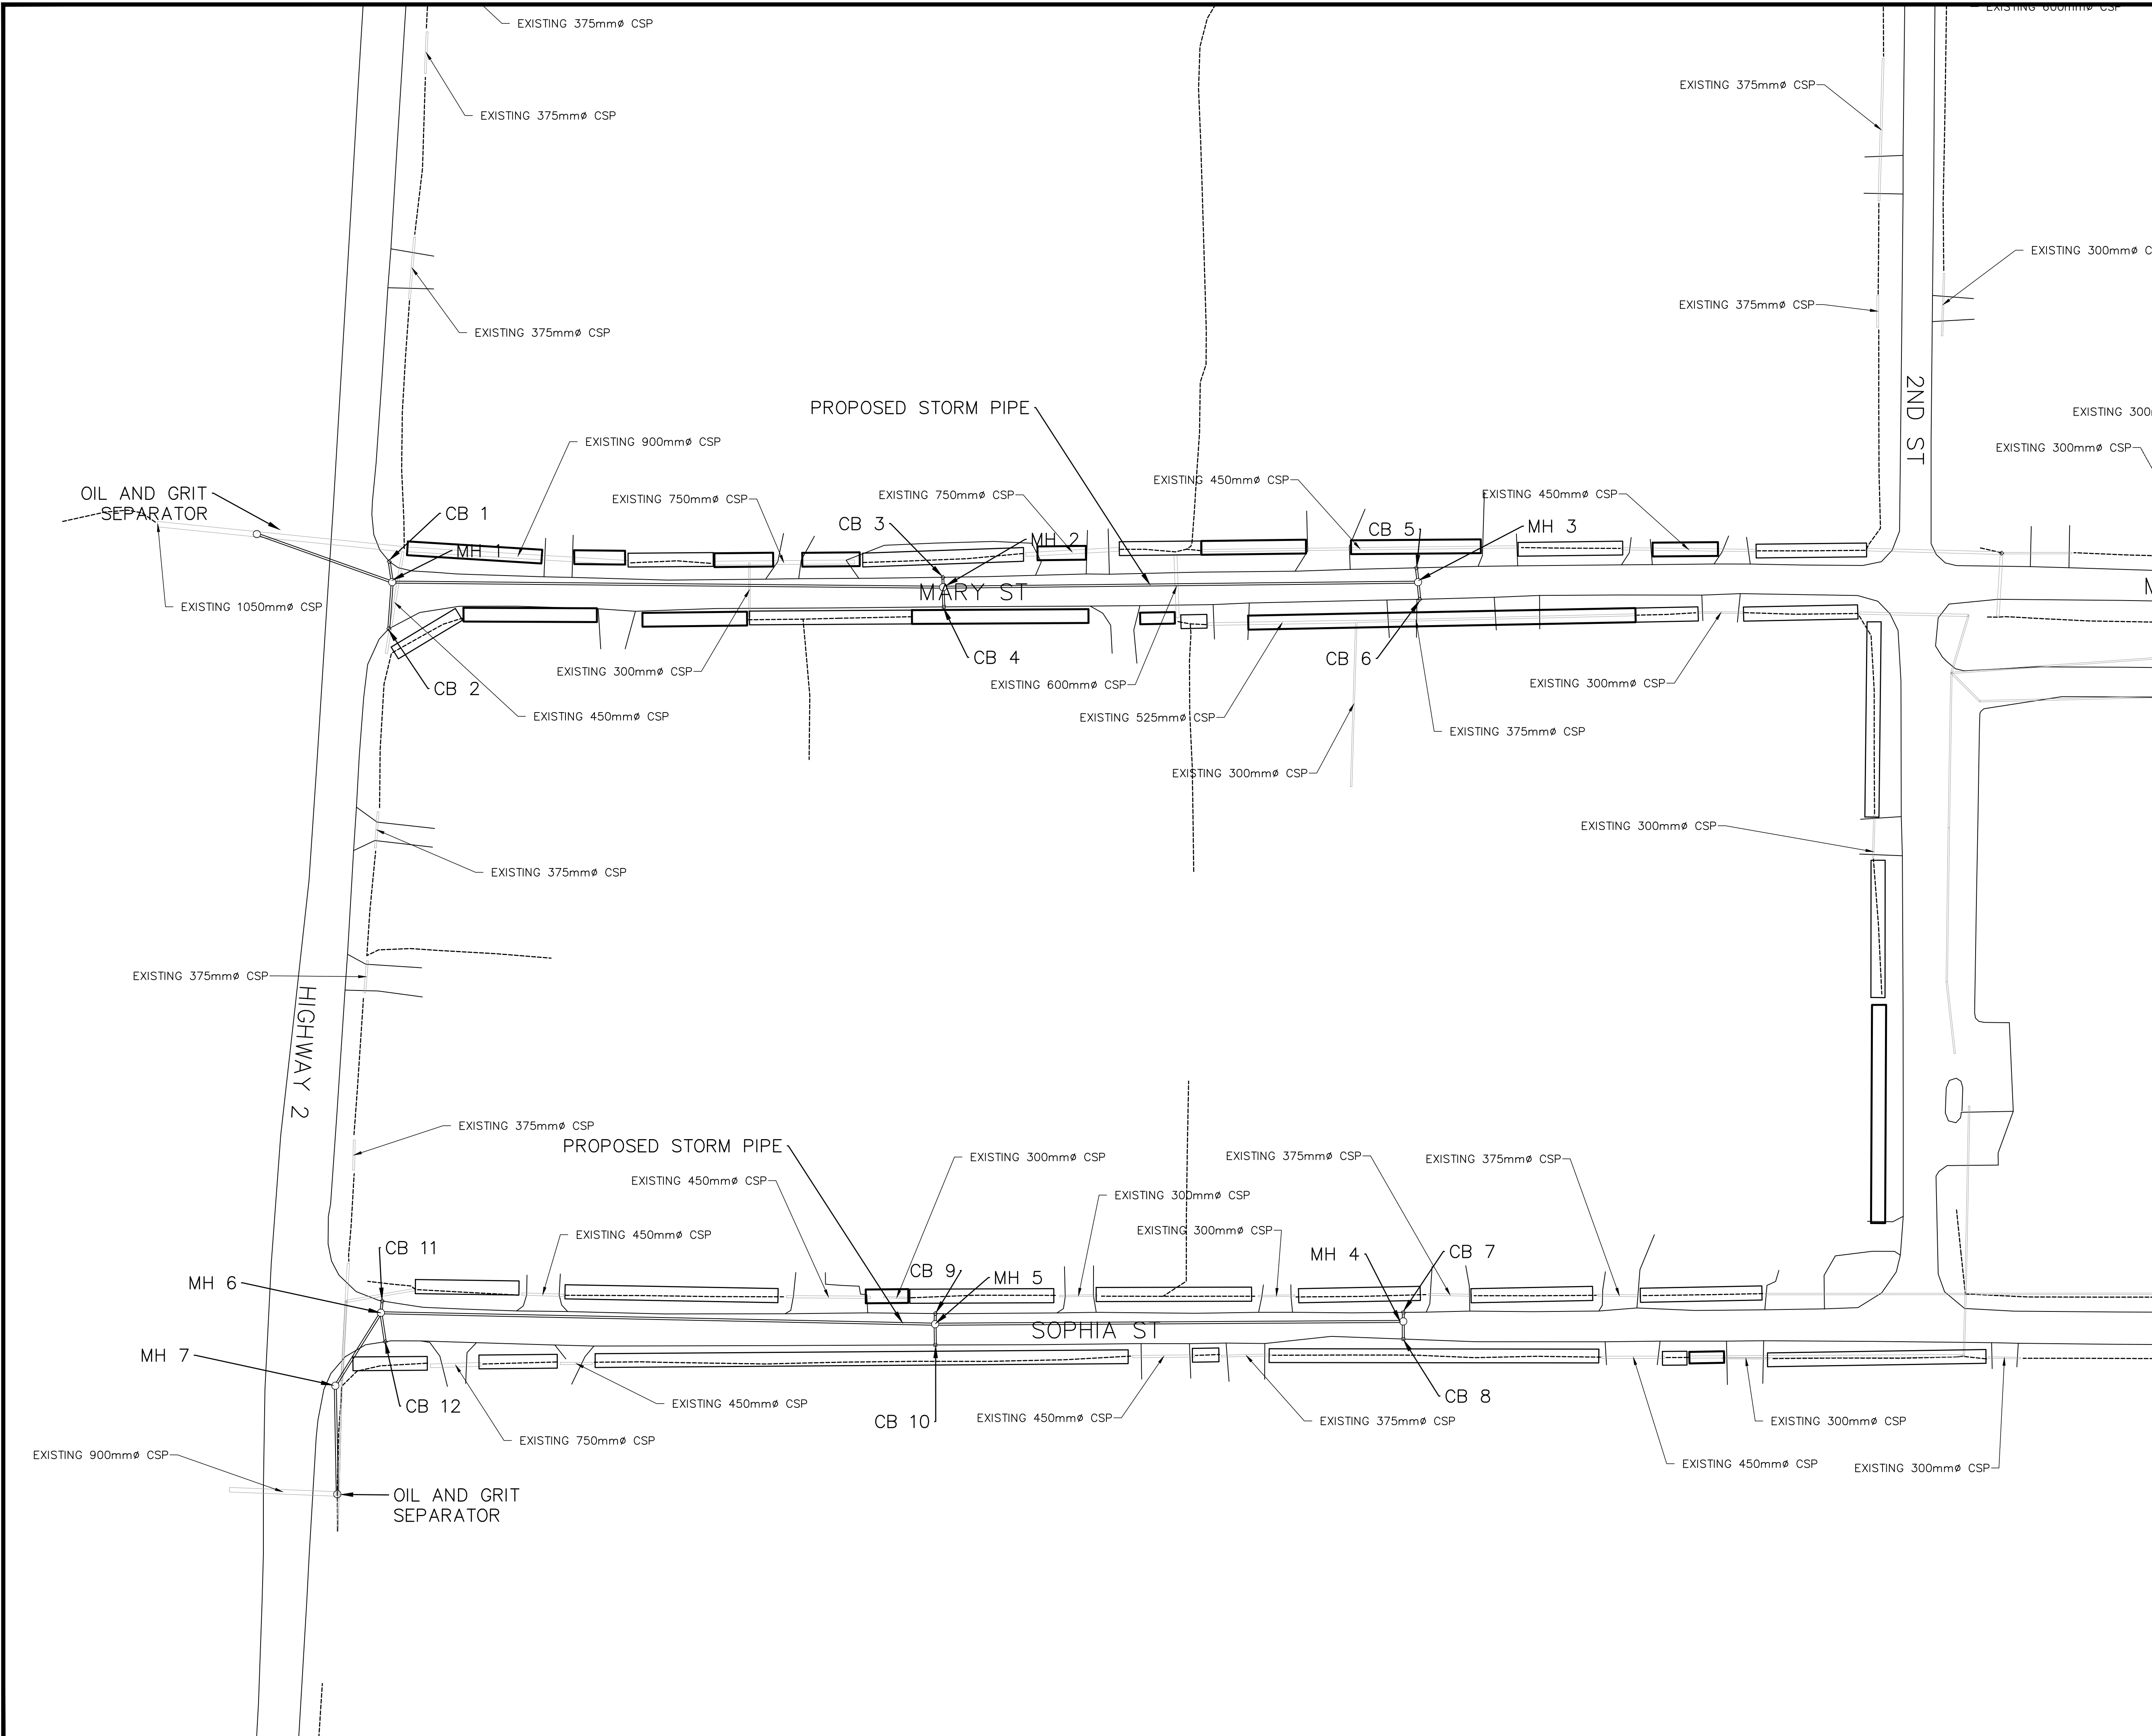 EXISTING 375mmø CSP
EXISTING 600mmø CSP
EXISTING 375mmø CSP
EXISTING 375mmø CSP
EXISTING 300mmø C
EXISTING 375mmø CSP
EXISTING 375mmø CSP
2ND ST
PROPOSED STORM PIPE
EXISTING 300
EXISTING 900mmø CSP
EXISTING 300mmø CSP
EXISTING 450mmø CSP
OIL AND GRIT
SEPARATOR
EXISTING 750mmø CSP
EXISTING 750mmø CSP
EXISTING 450mmø CSP
CB 1
CB 3
CB 5
MH 3
MH 1
MH 2
MARY ST
M
EXISTING 1050mmø CSP
CB 4
CB 6
EXISTING 300mmø CSP
EXISTING 600mmø CSP
EXISTING 300mmø CSP
CB 2
EXISTING 450mmø CSP
EXISTING 525mmø CSP
EXISTING 375mmø CSP
EXISTING 300mmø CSP
EXISTING 300mmø CSP
EXISTING 375mmø CSP
EXISTING 375mmø CSP
HIGHWAY 2
EXISTING 375mmø CSP
PROPOSED STORM PIPE
EXISTING 300mmø CSP
EXISTING 375mmø CSP
EXISTING 375mmø CSP
EXISTING 450mmø CSP
EXISTING 300mmø CSP
EXISTING 450mmø CSP
EXISTING 300mmø CSP
CB 11
MH 4
CB 7
CB 9
MH 5
MH 6
SOPHIA ST
MH 7
CB 8
CB 12
EXISTING 450mmø CSP
CB 10
EXISTING 450mmø CSP
EXISTING 375mmø CSP
EXISTING 300mmø CSP
EXISTING 750mmø CSP
EXISTING 900mmø CSP
EXISTING 450mmø CSP
EXISTING 300mmø CSP
OIL AND GRIT
SEPARATOR